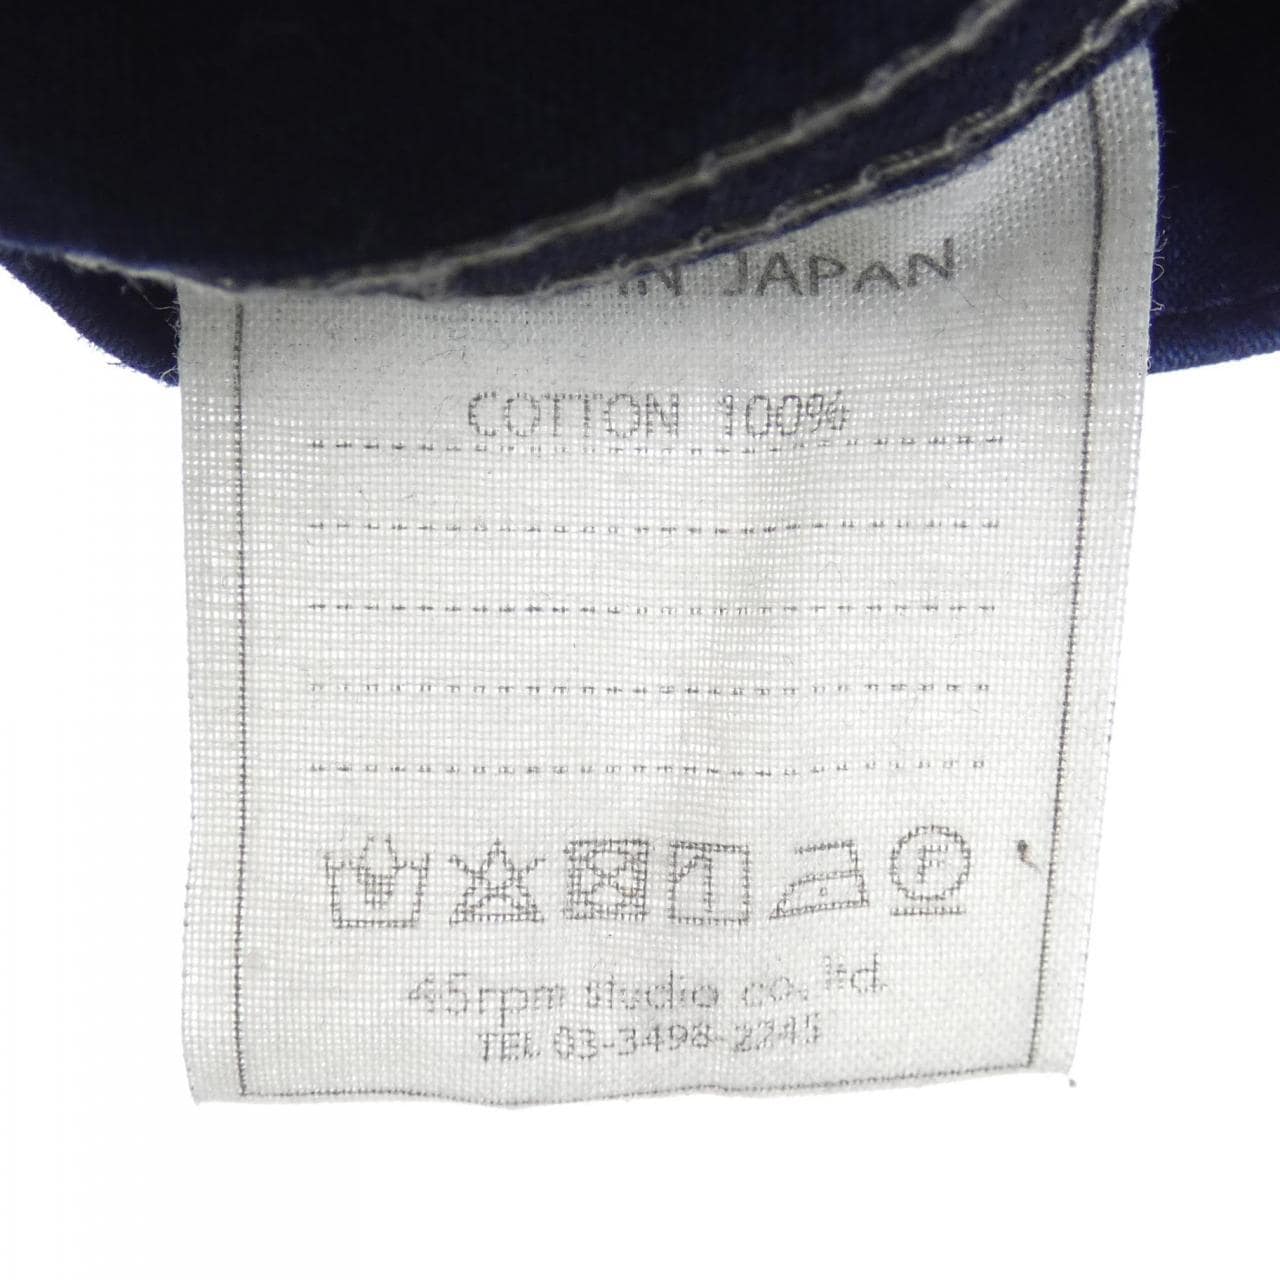 IN JAPAN
COTTON 100%
45rpm studio co., ltd.
TEL 03-3498-2245